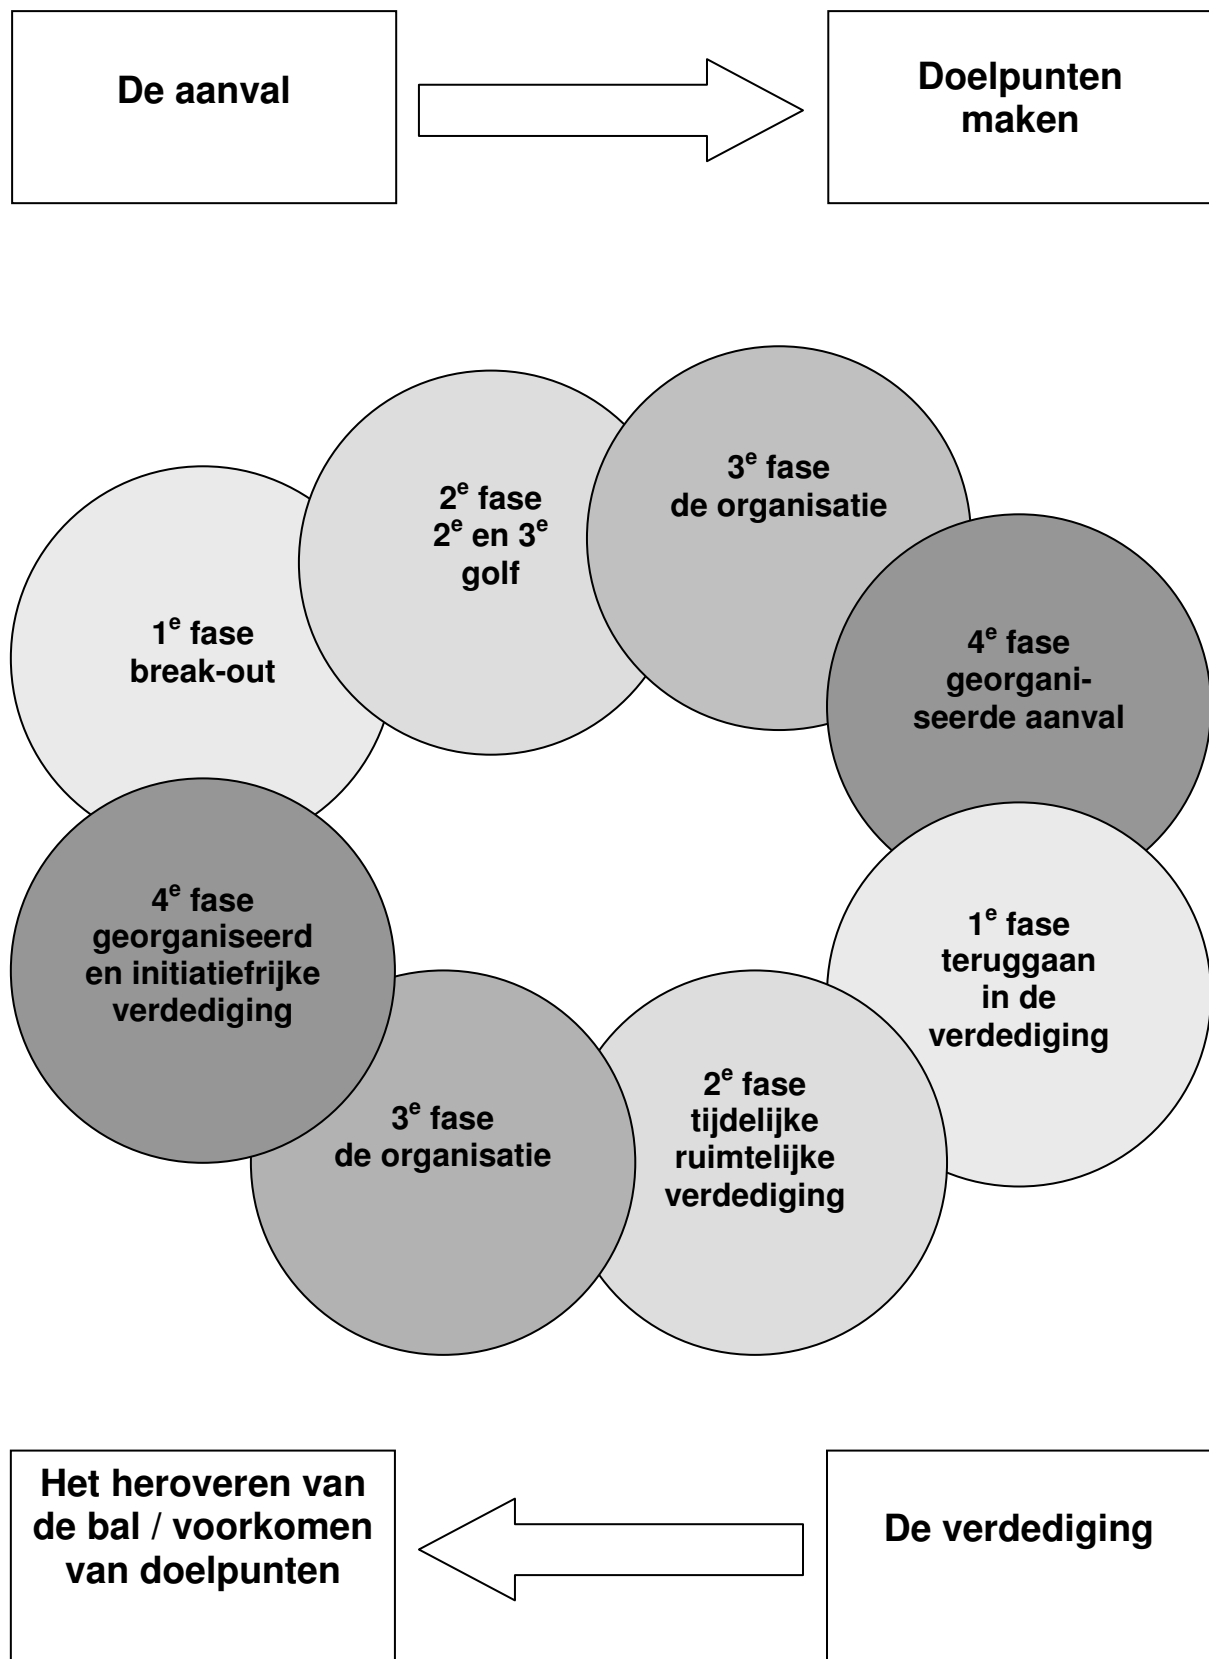 De aanval
Doelpunten
maken
3e fase
de organisatie
2e fase
2e en 3e
golf
1e fase
break-out
4e fase
georgani-
seerde aanval
4e fase
georganiseerd
en initiatiefrijke
verdediging
1e fase
teruggaan
in de
verdediging
2e fase
tijdelijke
ruimtelijke
verdediging
3e fase
de organisatie
Het heroveren van
de bal / voorkomen
van doelpunten
De verdediging